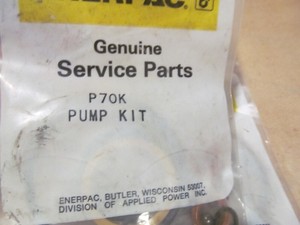 ENERPAC.
Genuine
Service Parts
P70K
PUMP KIT
ENERPAC, BUTLER, WISCONSIN 53007,
DIVISION OF APPLIED POWER INC.